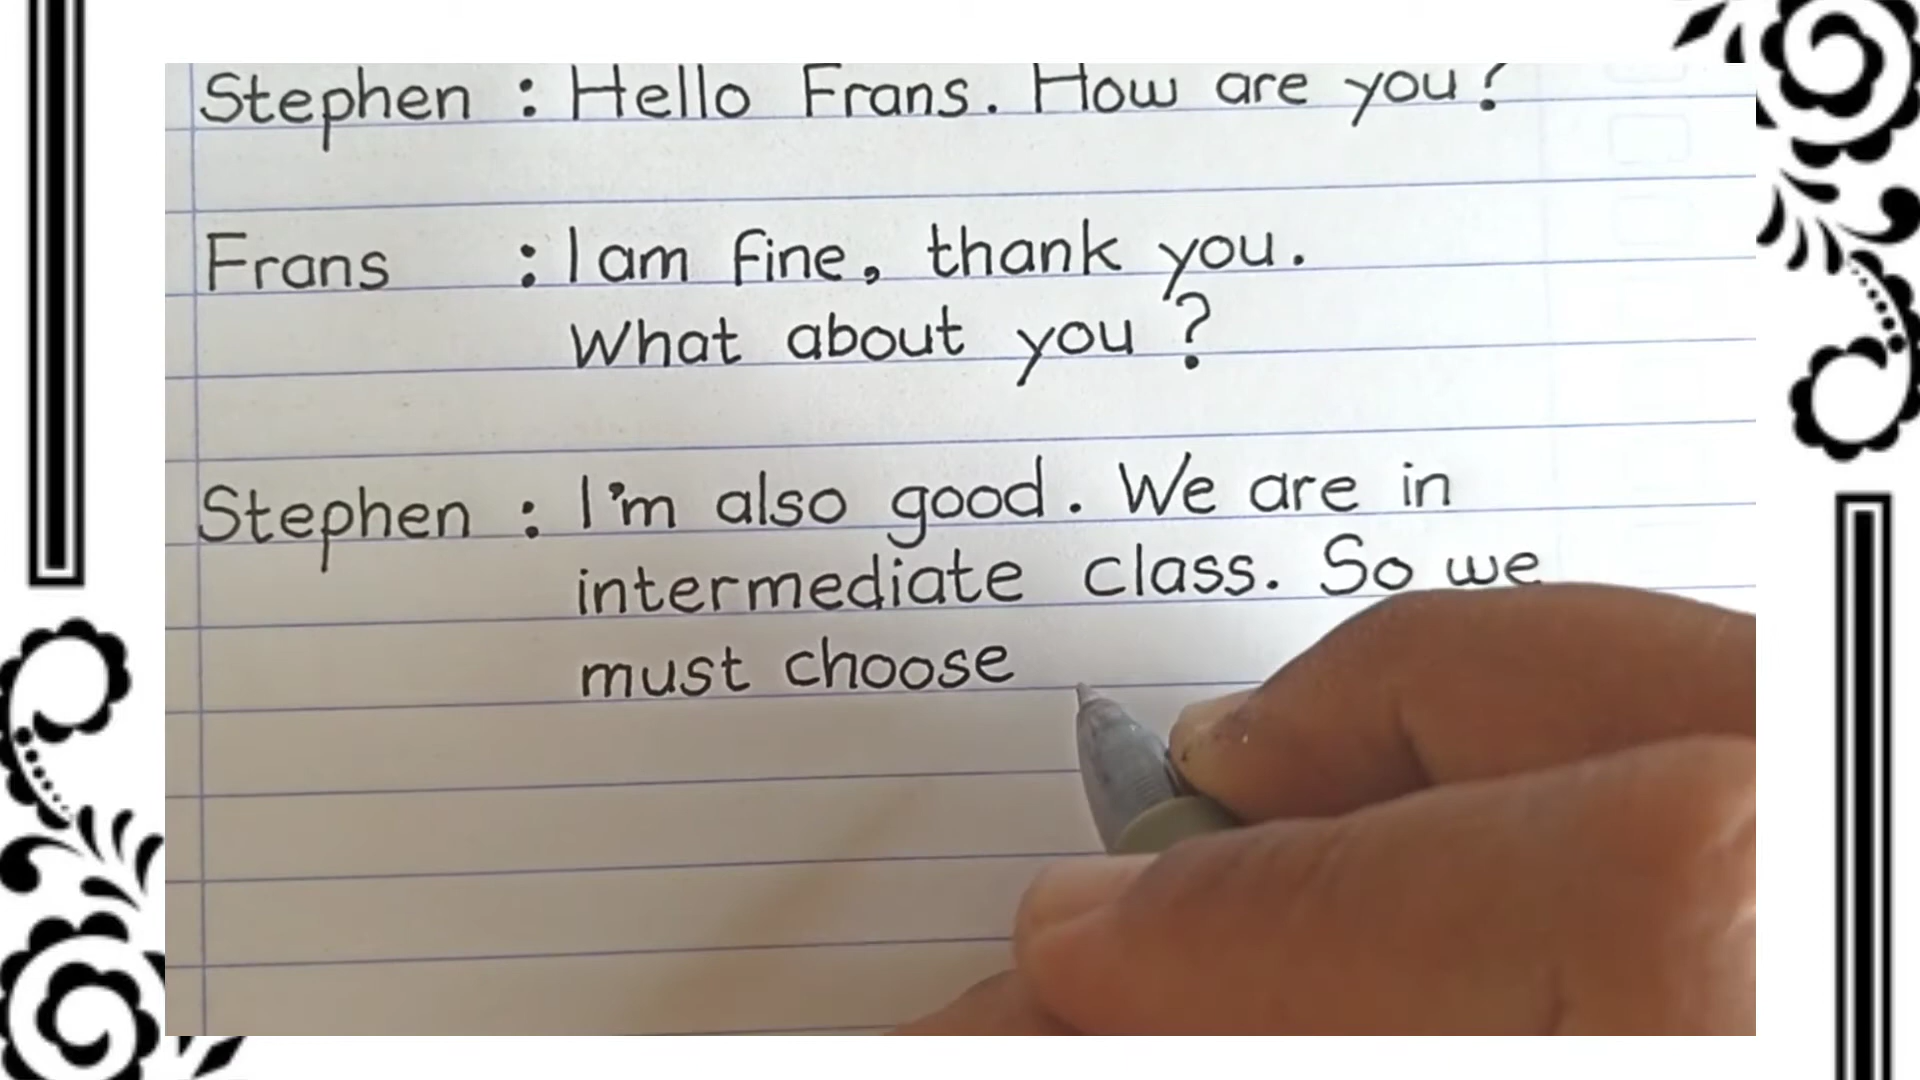 Stephen : Hello Frans. How are you?
Frans : I am fine, thank you.
What about you ?
Stephen : I'm also good. We are in
intermediate class. So we
must choose